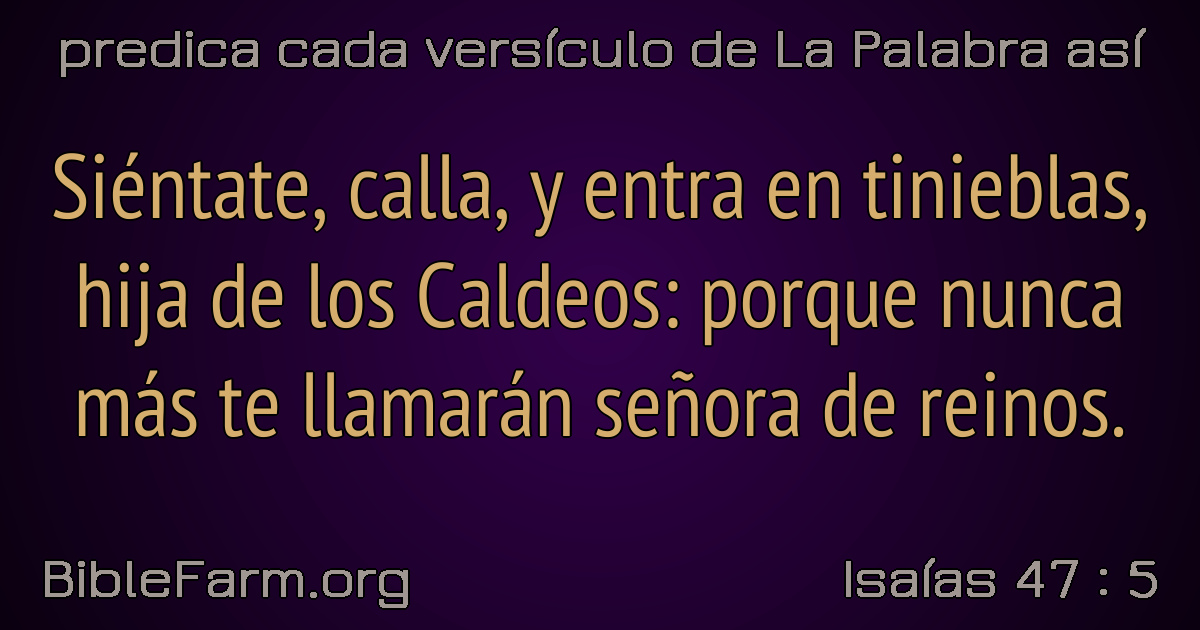 predica cada versículo de La Palabra así
Siéntate, calla, y entra en tinieblas,
hija de los Caldeos: porque nunca
más te llamarán señora de reinos.
BibleFarm.org
Isaías 47 : 5